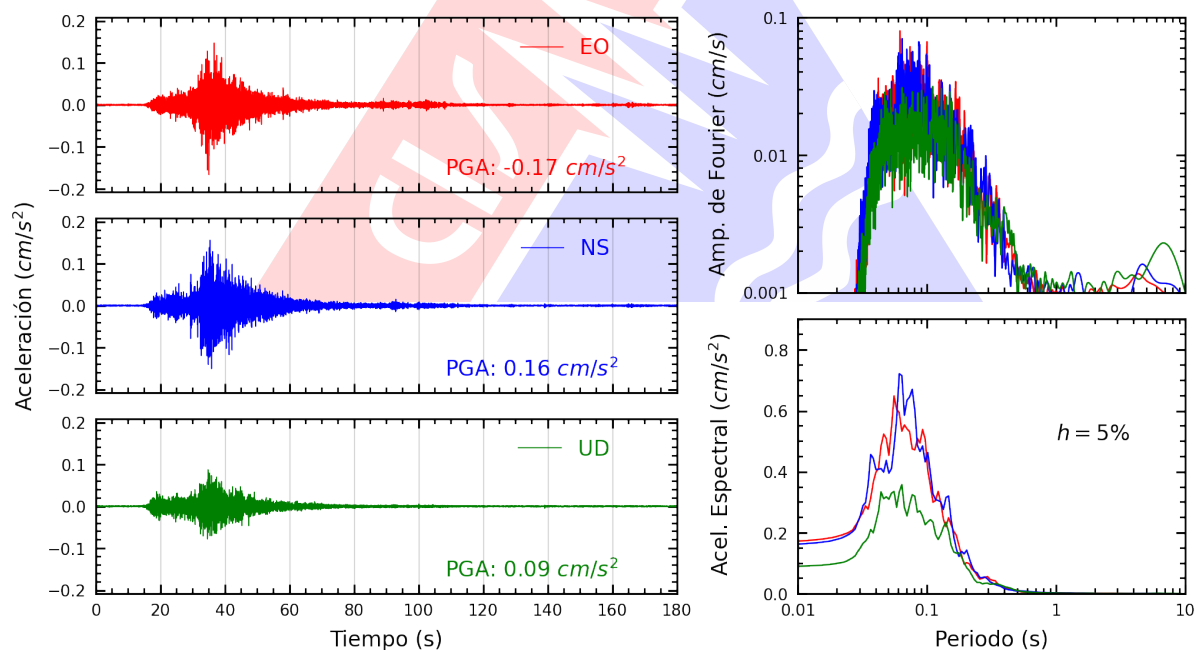 Aceleración (cm/s²)
0.2
0.1
0.0
−0.1
−0.2
EO
PGA: -0.17 cm/s²
0.2
0.1
0.0
−0.1
−0.2
NS
PGA: 0.16 cm/s²
0.2
0.1
0.0
−0.1
−0.2
UD
PGA: 0.09 cm/s²
0 20 40 60 80 100 120 140 160 180
Tiempo (s)
Amp. de Fourier (cm/s)
0.1
0.01
0.001
Acel. Espectral (cm/s²)
0.8
0.6
0.4
0.2
0.0
h = 5%
0.01 0.1 1 10
Periodo (s)